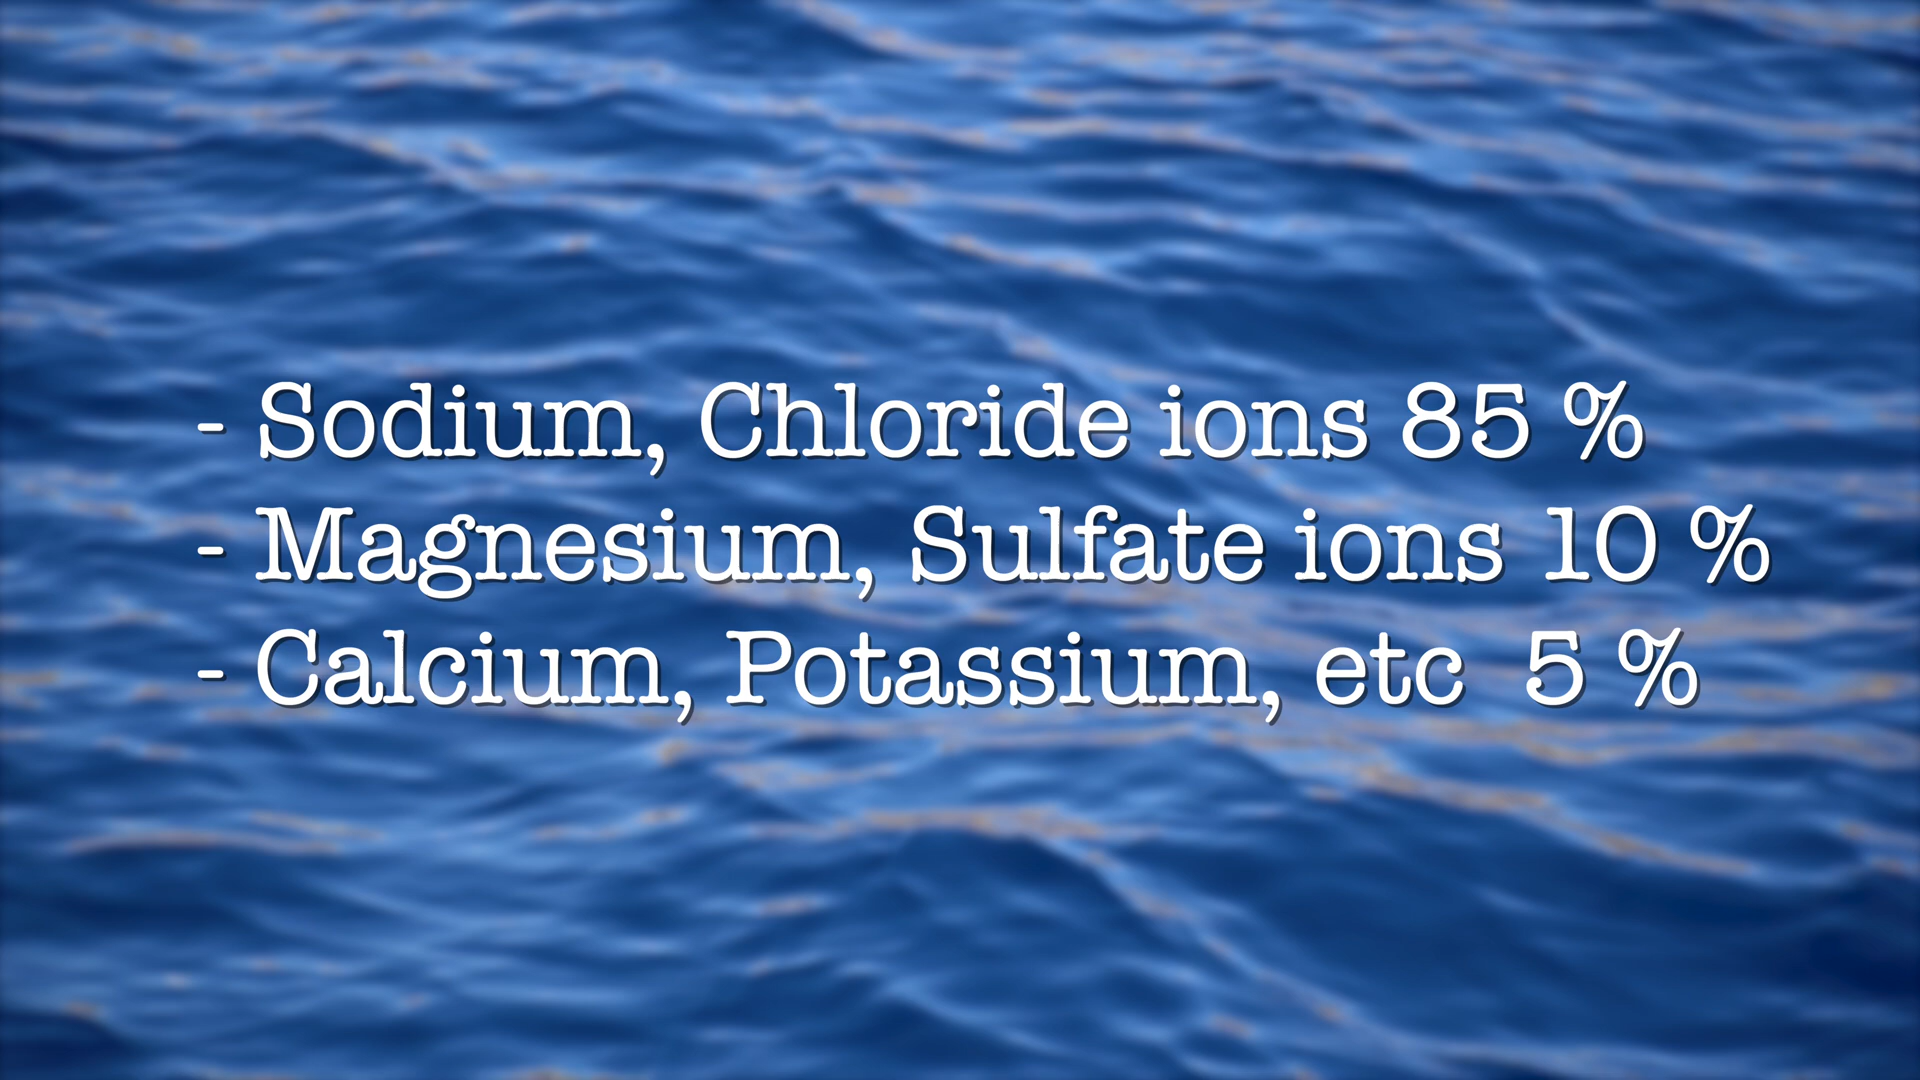 - Sodium, Chloride ions 85 %
- Magnesium, Sulfate ions 10 %
- Calcium, Potassium, etc  5 %